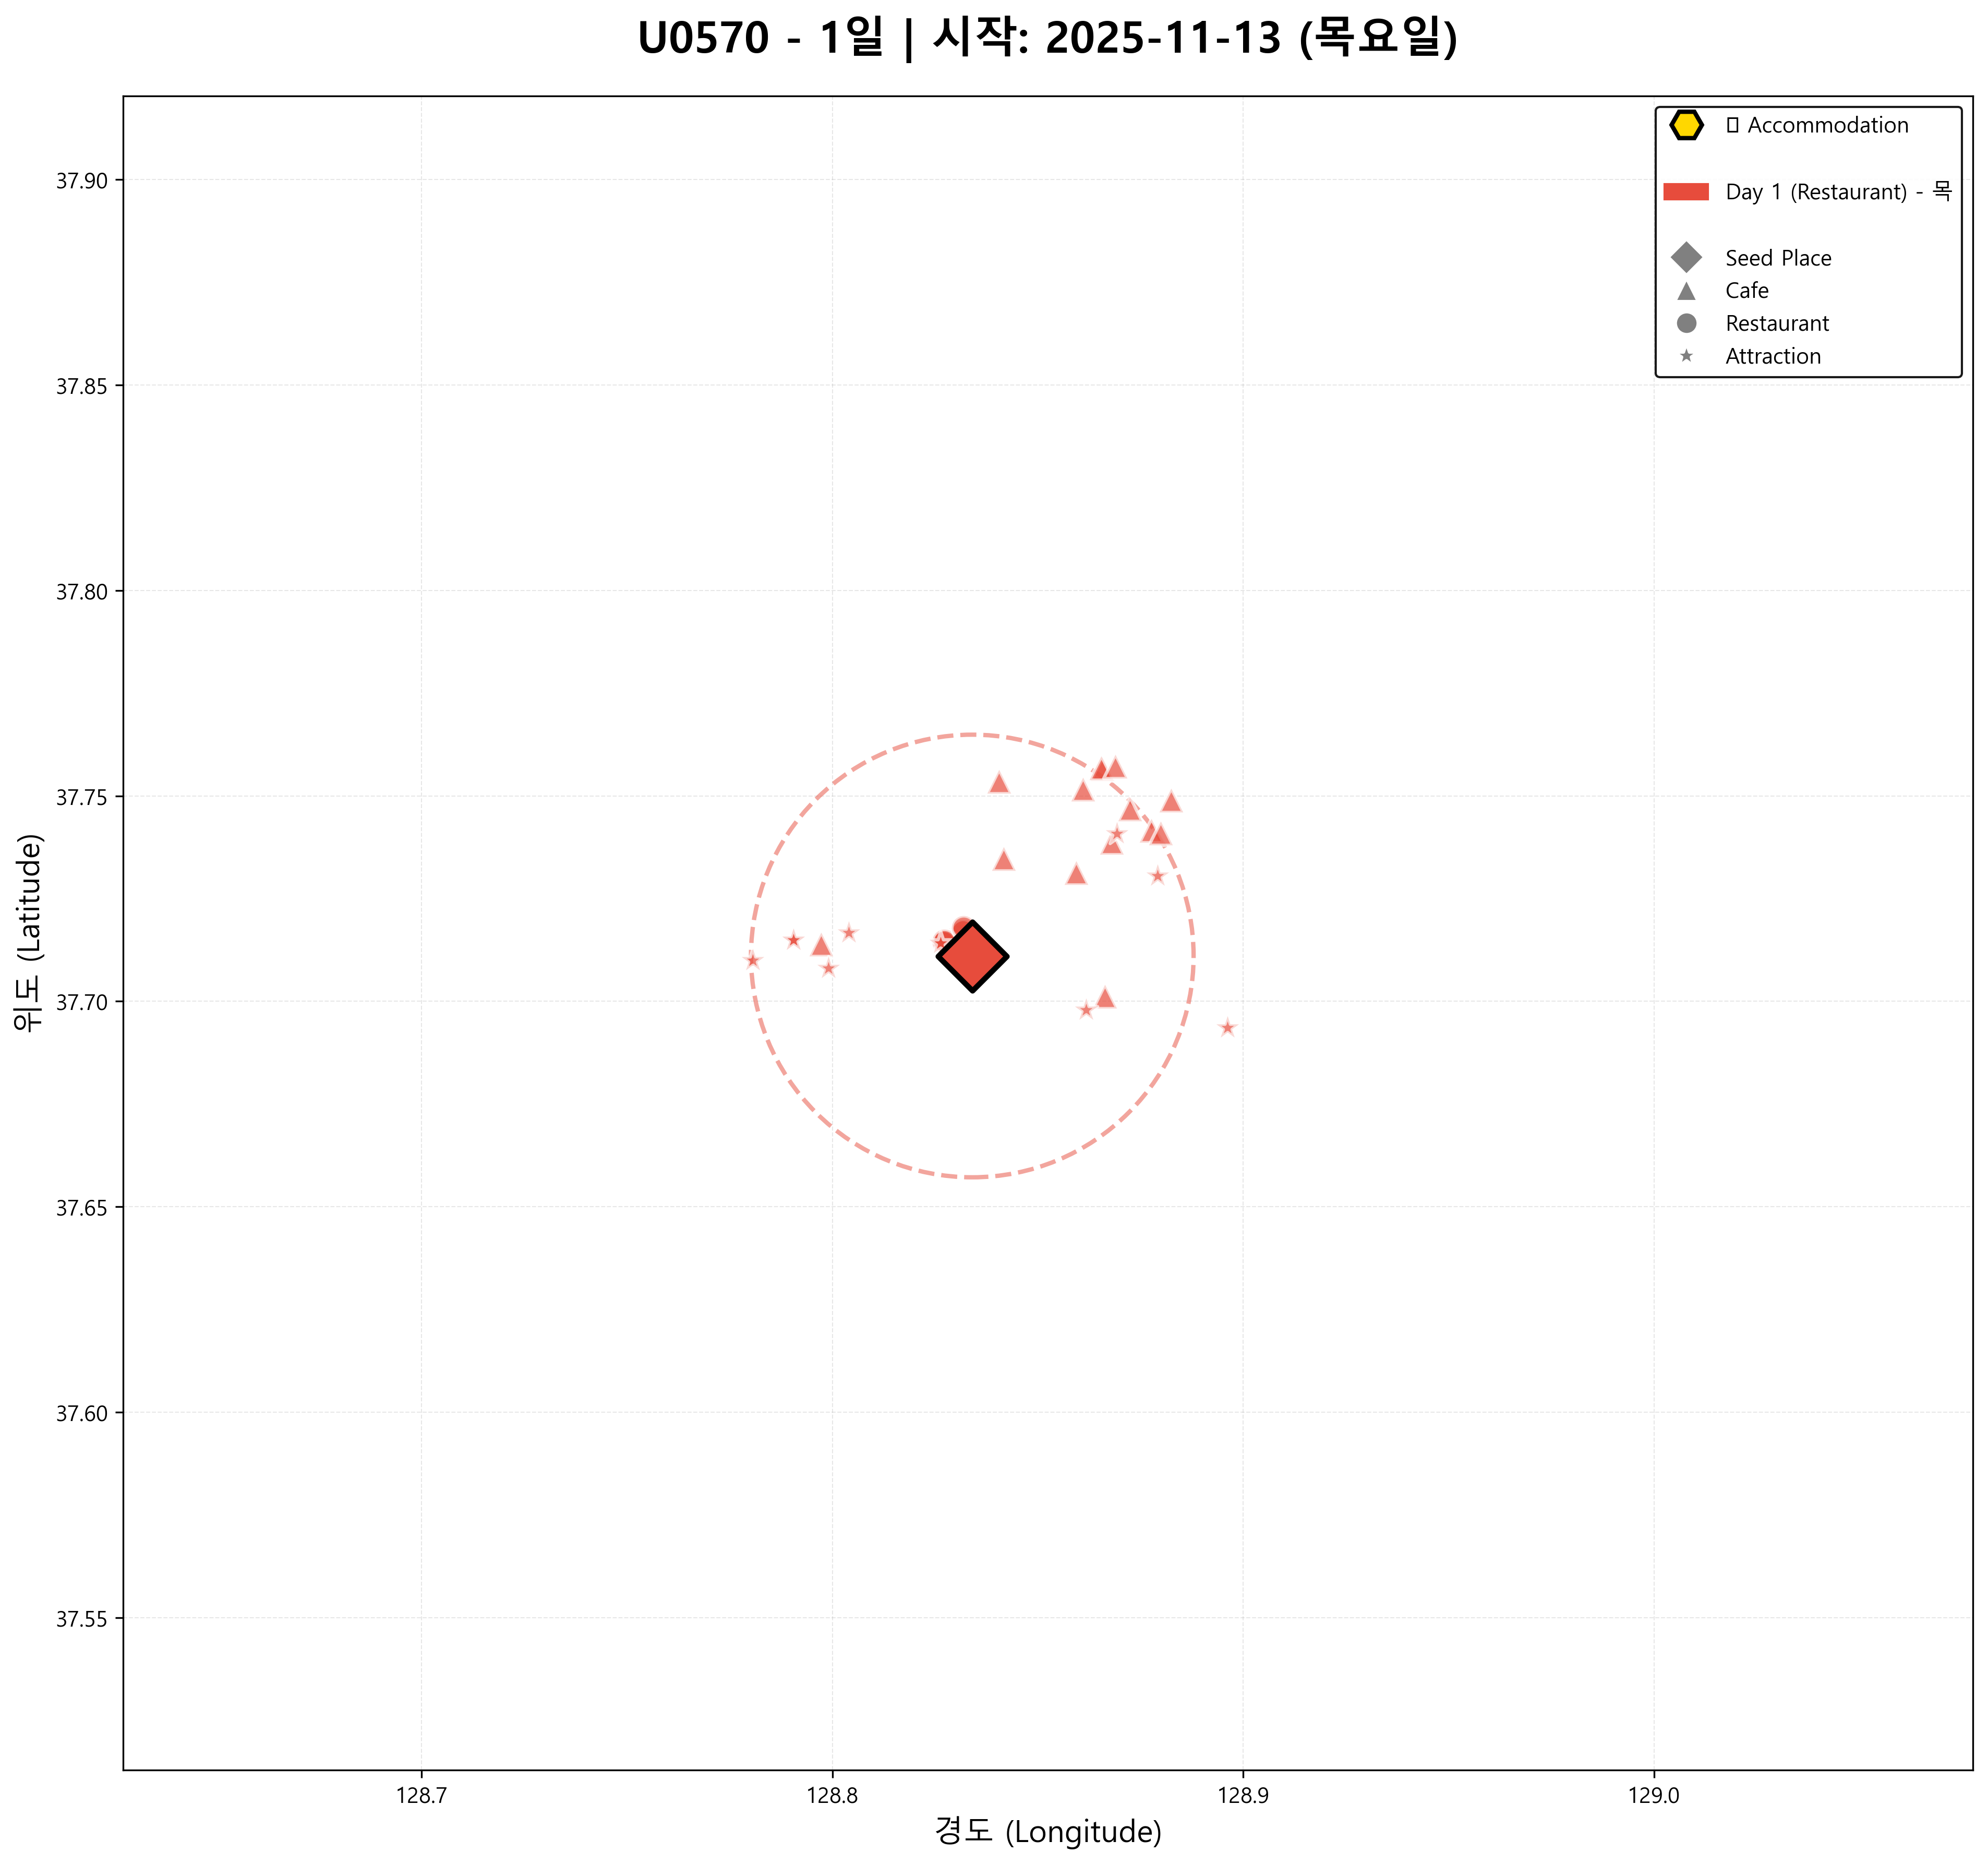 U0570 - 1일 | 시작: 2025-11-13 (목요일)
Accommodation
Day 1 (Restaurant) - 목
Seed Place
Cafe
Restaurant
Attraction
위도 (Latitude)
37.90
37.85
37.80
37.75
37.70
37.65
37.60
37.55
128.7
128.8
128.9
129.0
경도 (Longitude)